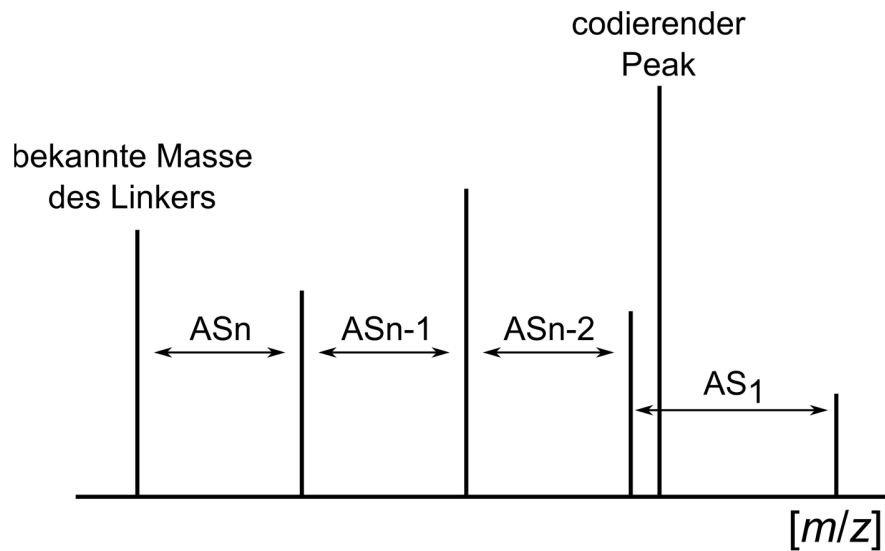 codierender
Peak
bekannte Masse
des Linkers
ASn
ASn-1
ASn-2
AS1
[m/z]